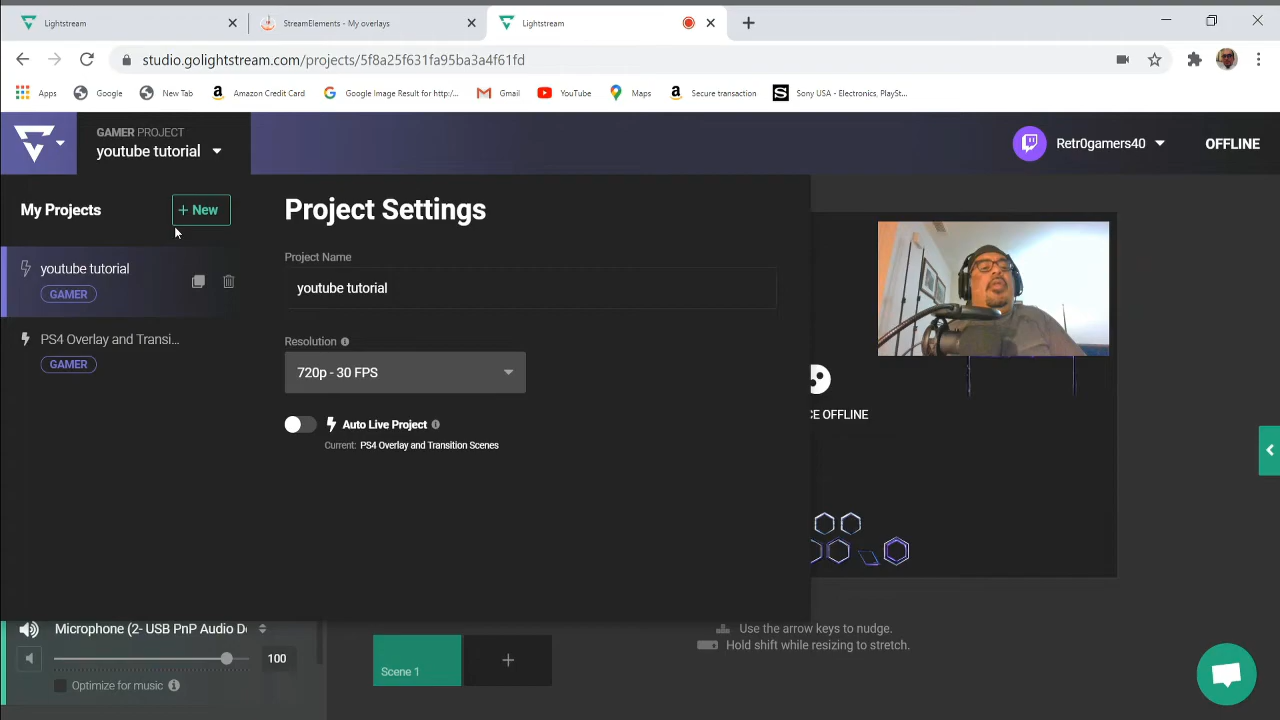 Lightstream
StreamElements - My overlays
Lightstream
studio.golightstream.com/projects/5f8a25f631fa95ba3a4f61fd
Apps
Google
New Tab
Amazon Credit Card
Google Image Result for http:/...
Gmail
YouTube
Maps
Secure transaction
Sony USA - Electronics, PlaySt...
GAMER PROJECT
youtube tutorial
Retr0gamers40
OFFLINE
My Projects
+ New
youtube tutorial
GAMER
PS4 Overlay and Transi...
GAMER
Project Settings
Project Name
youtube tutorial
Resolution
720p - 30 FPS
Auto Live Project
Current: PS4 Overlay and Transition Scenes
CE OFFLINE
Microphone (2- USB PnP Audio De
100
Optimize for music
Scene 1
+
Use the arrow keys to nudge.
Hold shift while resizing to stretch.